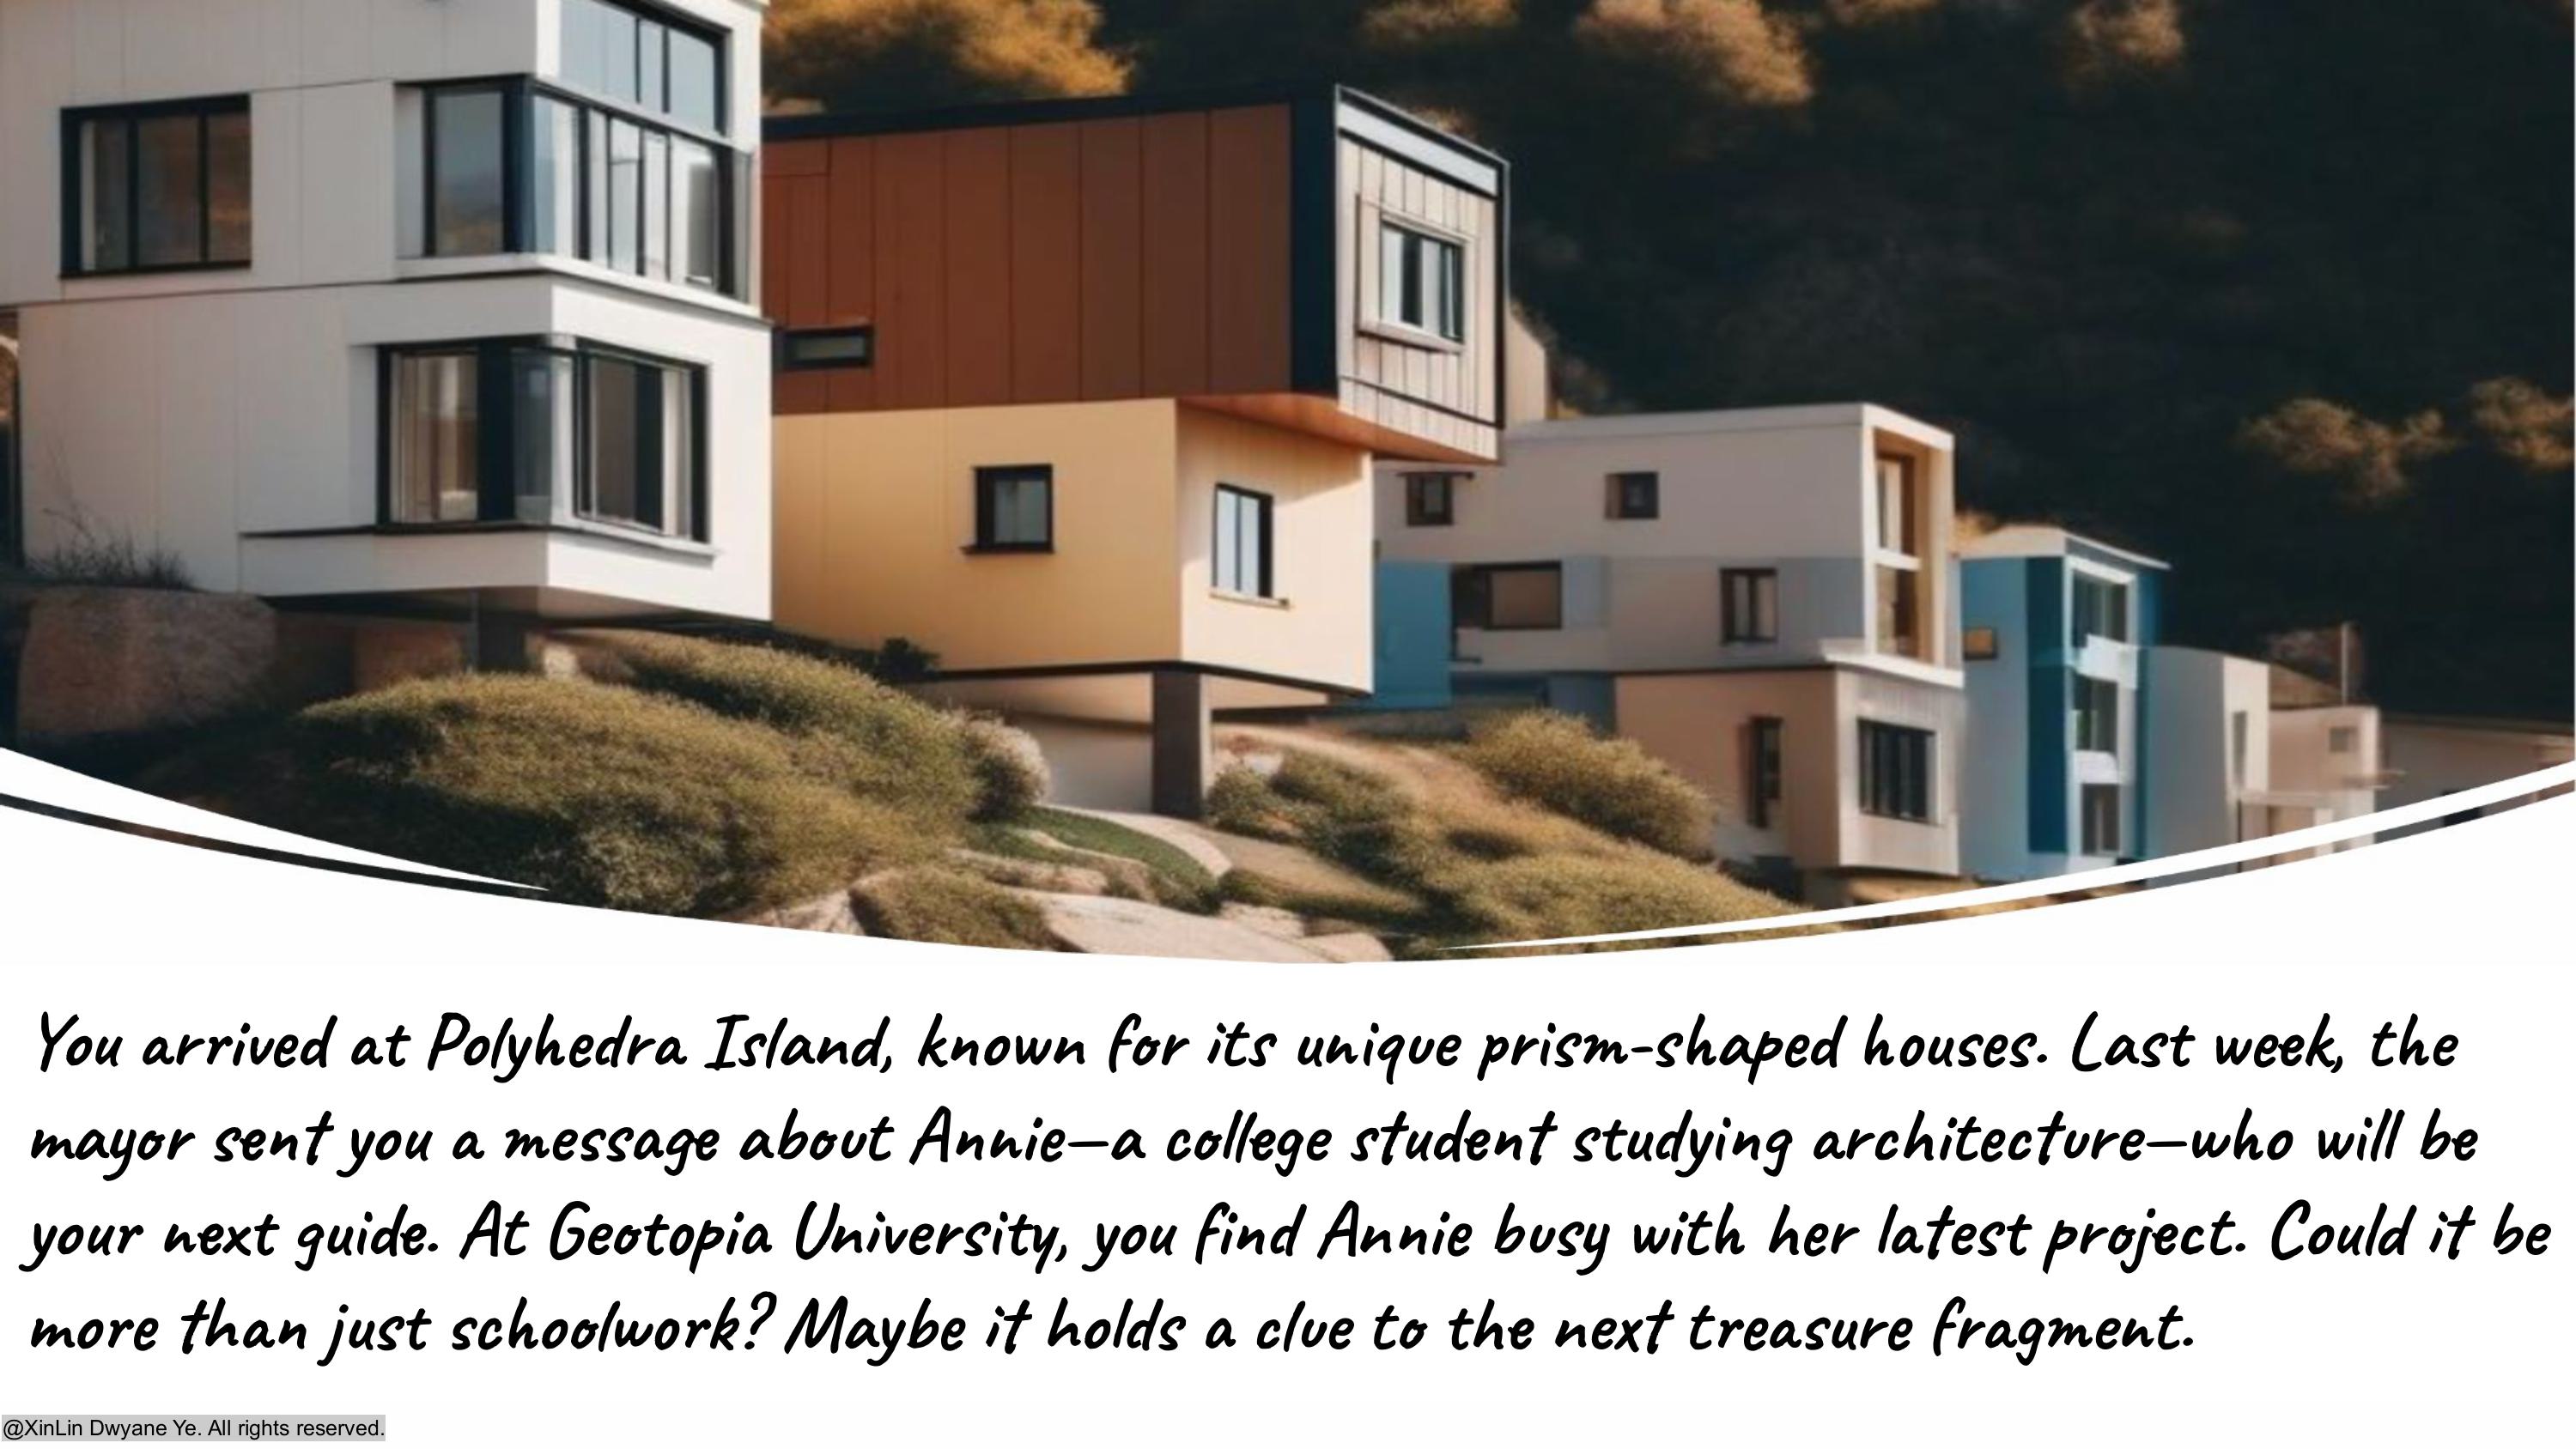 You arrived at Polyhedra Island, known for its unique prism-shaped houses. Last week, the
mayor sent you a message about Annie—a college student studying architecture—who will be
your next guide. At Geotopia University, you find Annie busy with her latest project. Could it be
more than just schoolwork? Maybe it holds a clue to the next treasure fragment.
@XinLin Dwyane Ye. All rights reserved.